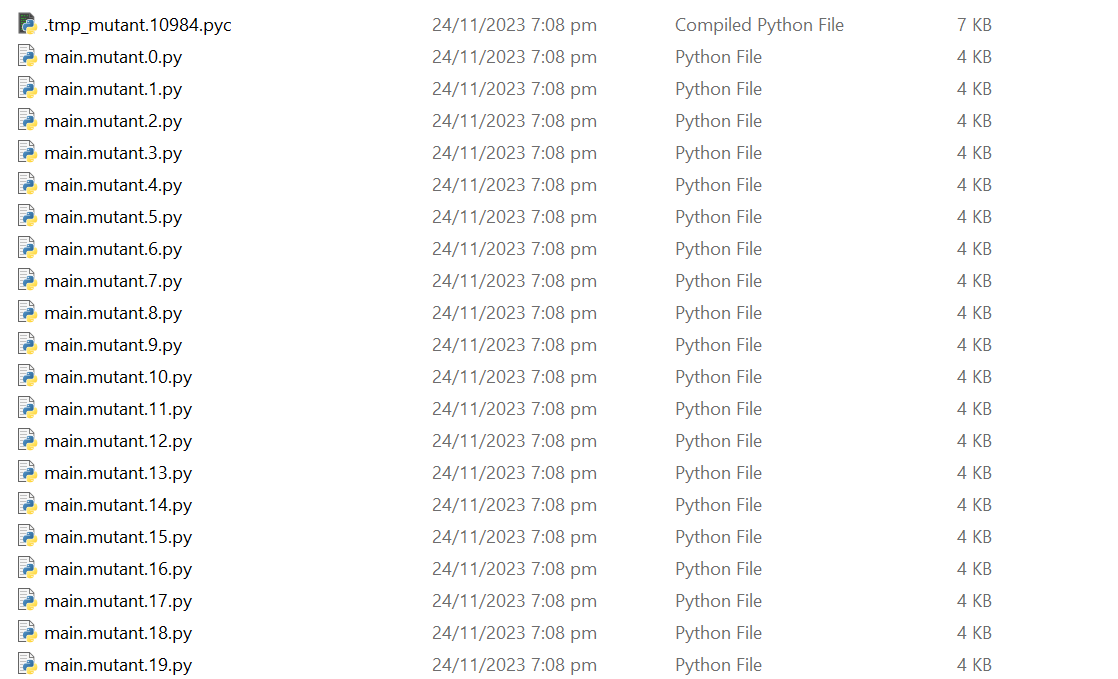 .tmp_mutant.10984.pyc 24/11/2023 7:08 pm Compiled Python File 7 KB
main.mutant.0.py 24/11/2023 7:08 pm Python File 4 KB
main.mutant.1.py 24/11/2023 7:08 pm Python File 4 KB
main.mutant.2.py 24/11/2023 7:08 pm Python File 4 KB
main.mutant.3.py 24/11/2023 7:08 pm Python File 4 KB
main.mutant.4.py 24/11/2023 7:08 pm Python File 4 KB
main.mutant.5.py 24/11/2023 7:08 pm Python File 4 KB
main.mutant.6.py 24/11/2023 7:08 pm Python File 4 KB
main.mutant.7.py 24/11/2023 7:08 pm Python File 4 KB
main.mutant.8.py 24/11/2023 7:08 pm Python File 4 KB
main.mutant.9.py 24/11/2023 7:08 pm Python File 4 KB
main.mutant.10.py 24/11/2023 7:08 pm Python File 4 KB
main.mutant.11.py 24/11/2023 7:08 pm Python File 4 KB
main.mutant.12.py 24/11/2023 7:08 pm Python File 4 KB
main.mutant.13.py 24/11/2023 7:08 pm Python File 4 KB
main.mutant.14.py 24/11/2023 7:08 pm Python File 4 KB
main.mutant.15.py 24/11/2023 7:08 pm Python File 4 KB
main.mutant.16.py 24/11/2023 7:08 pm Python File 4 KB
main.mutant.17.py 24/11/2023 7:08 pm Python File 4 KB
main.mutant.18.py 24/11/2023 7:08 pm Python File 4 KB
main.mutant.19.py 24/11/2023 7:08 pm Python File 4 KB